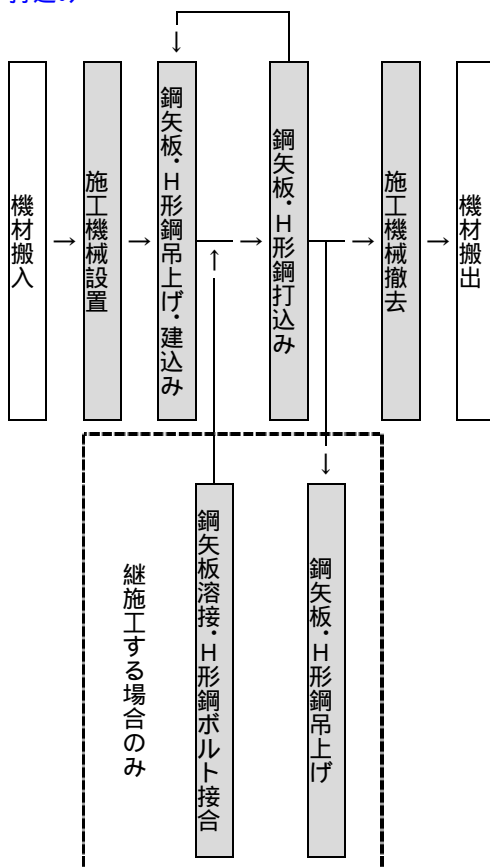 機材搬入
→
施工機械設置
→
↓
鋼矢板・H形鋼吊上げ・建込み
→
↑
鋼矢板・H形鋼打込み
→
↓
施工機械撤去
→
機材搬出
継施工する場合のみ
鋼矢板溶接・H形鋼ボルト接合
鋼矢板・H形鋼吊上げ